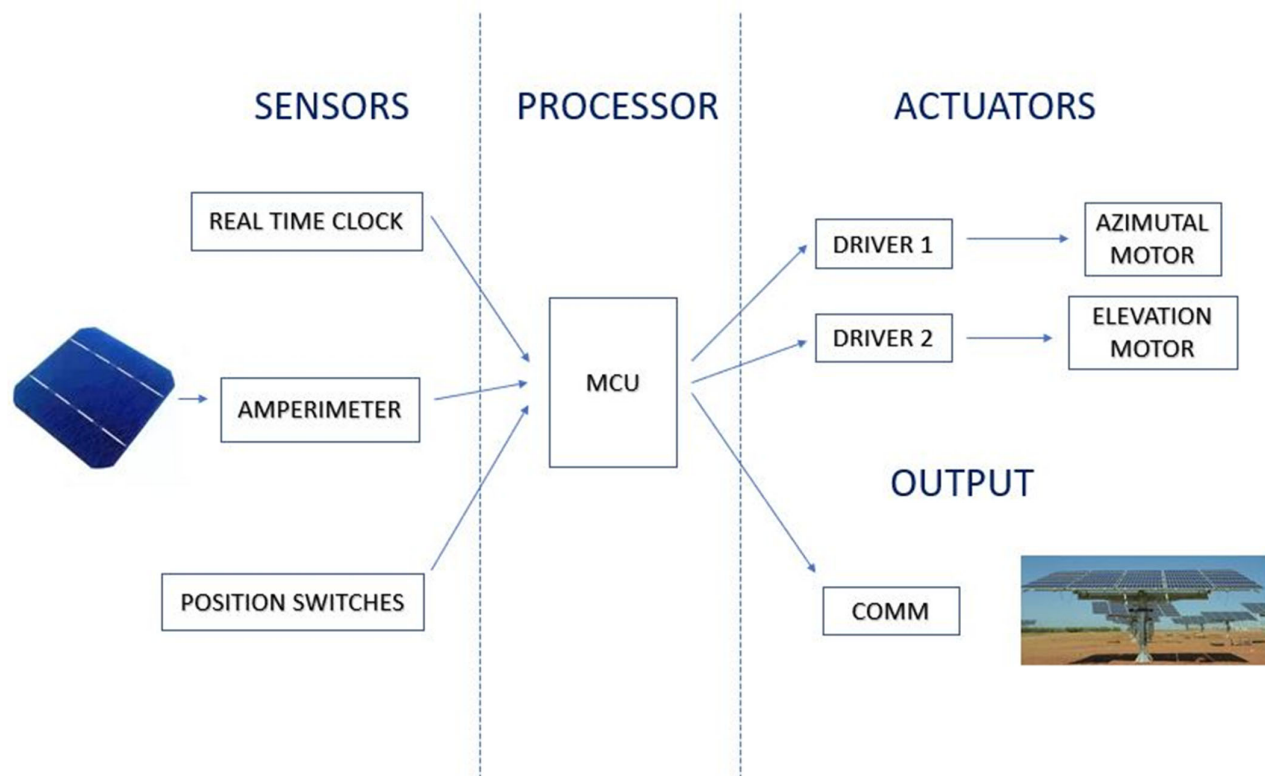 SENSORS
PROCESSOR
ACTUATORS
REAL TIME CLOCK
AMPERIMETER
POSITION SWITCHES
MCU
DRIVER 1
AZIMUTAL
MOTOR
DRIVER 2
ELEVATION
MOTOR
OUTPUT
COMM